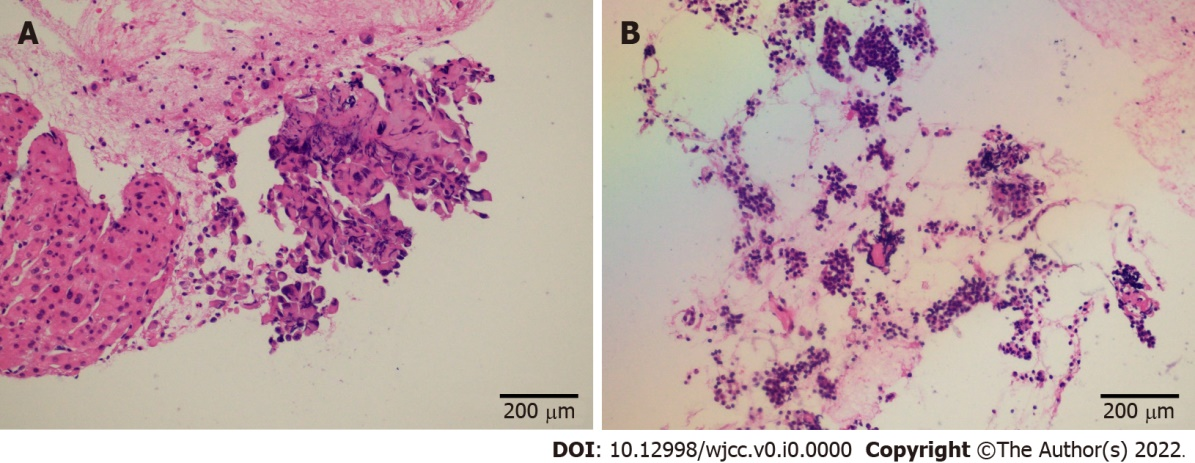 A
B
200 μm
200 μm
DOI: 10.12998/wjcc.v0.i0.0000 Copyright ©The Author(s) 2022.